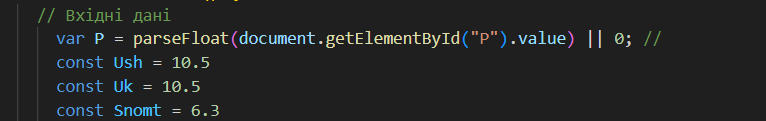 // Вхідні дані
var P = parseFloat(document.getElementById("P").value) || 0; //
const Ush = 10.5
const Uk = 10.5
const Snomt = 6.3